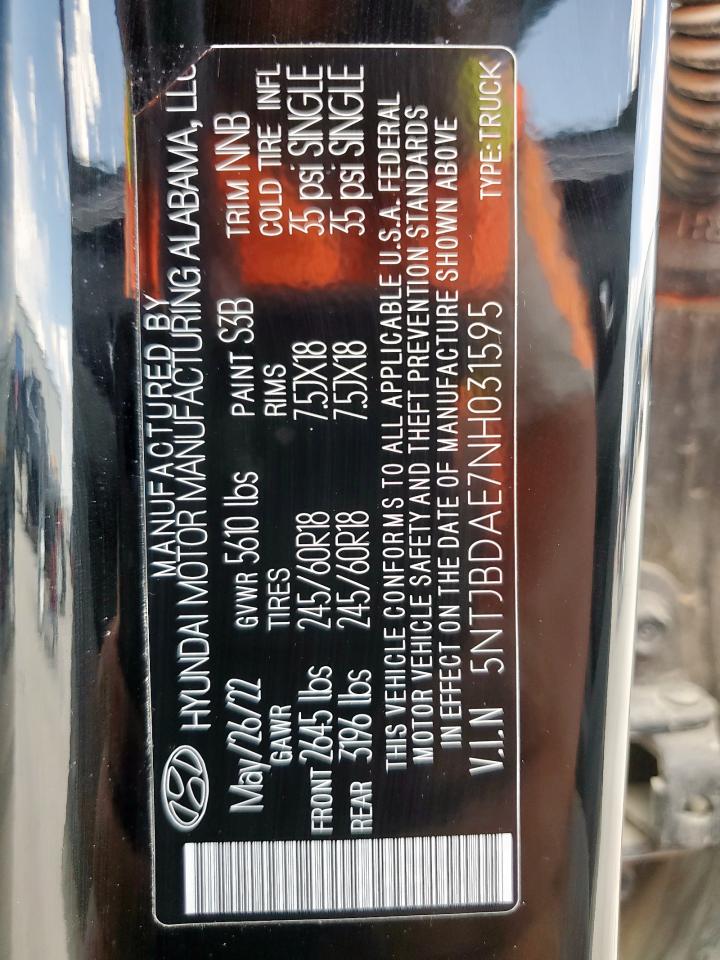 MANUFACTURED BY
HYUNDAI MOTOR MANUFACTURING ALABAMA, LLC
May/26/22 GVWR 5610 lbs PAINT S3B TRIM NNB
GAWR TIRES RIMS COLD TIRE INFL
FRONT 2645 lbs 245/60R18 7.5JX18 35 psi SINGLE
REAR 3196 lbs 245/60R18 7.5JX18 35 psi SINGLE
THIS VEHICLE CONFORMS TO ALL APPLICABLE U.S.A. FEDERAL
MOTOR VEHICLE SAFETY AND THEFT PREVENTION STANDARDS
IN EFFECT ON THE DATE OF MANUFACTURE SHOWN ABOVE
V.I.N 5NTJBDAE7NH031595 TYPE:TRUCK